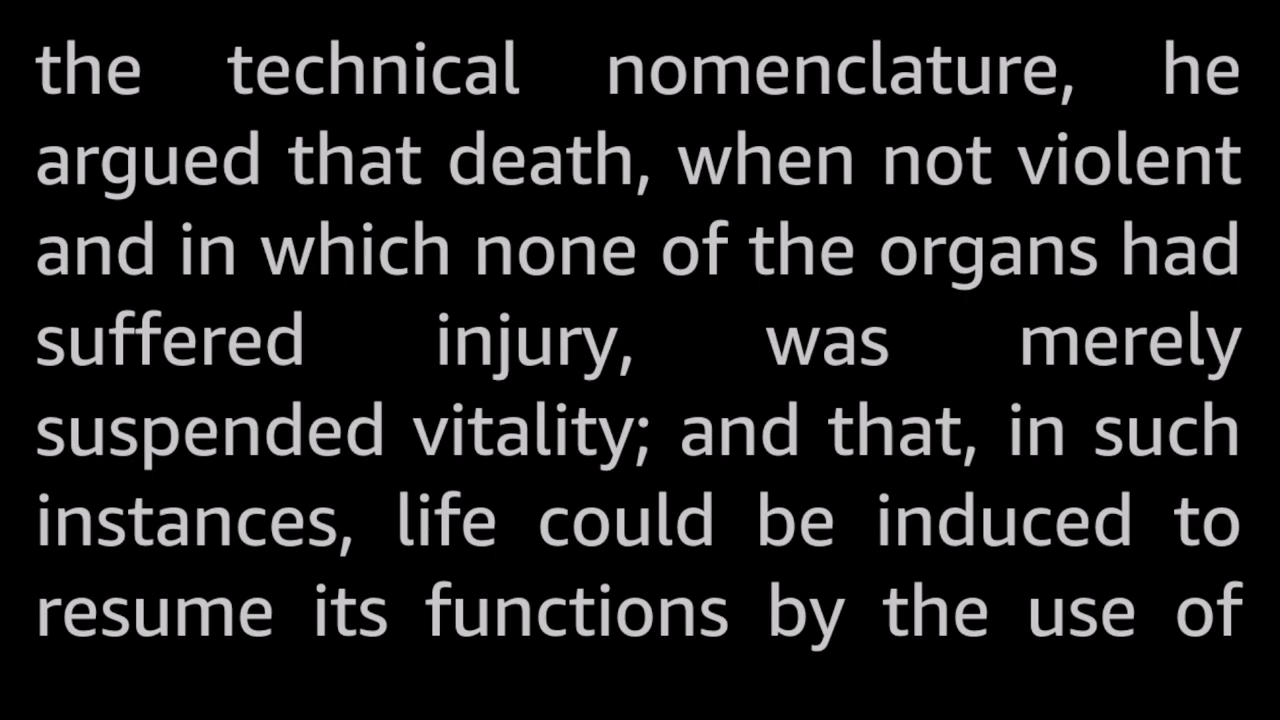 the technical nomenclature, he
argued that death, when not violent
and in which none of the organs had
suffered injury, was merely
suspended vitality; and that, in such
instances, life could be induced to
resume its functions by the use of